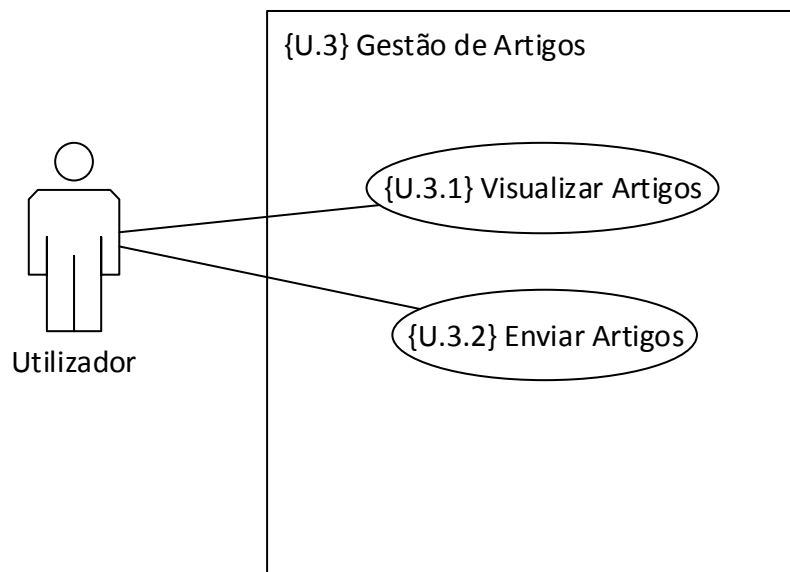 {U.3} Gestão de Artigos
{U.3.1} Visualizar Artigos
{U.3.2} Enviar Artigos
Utilizador